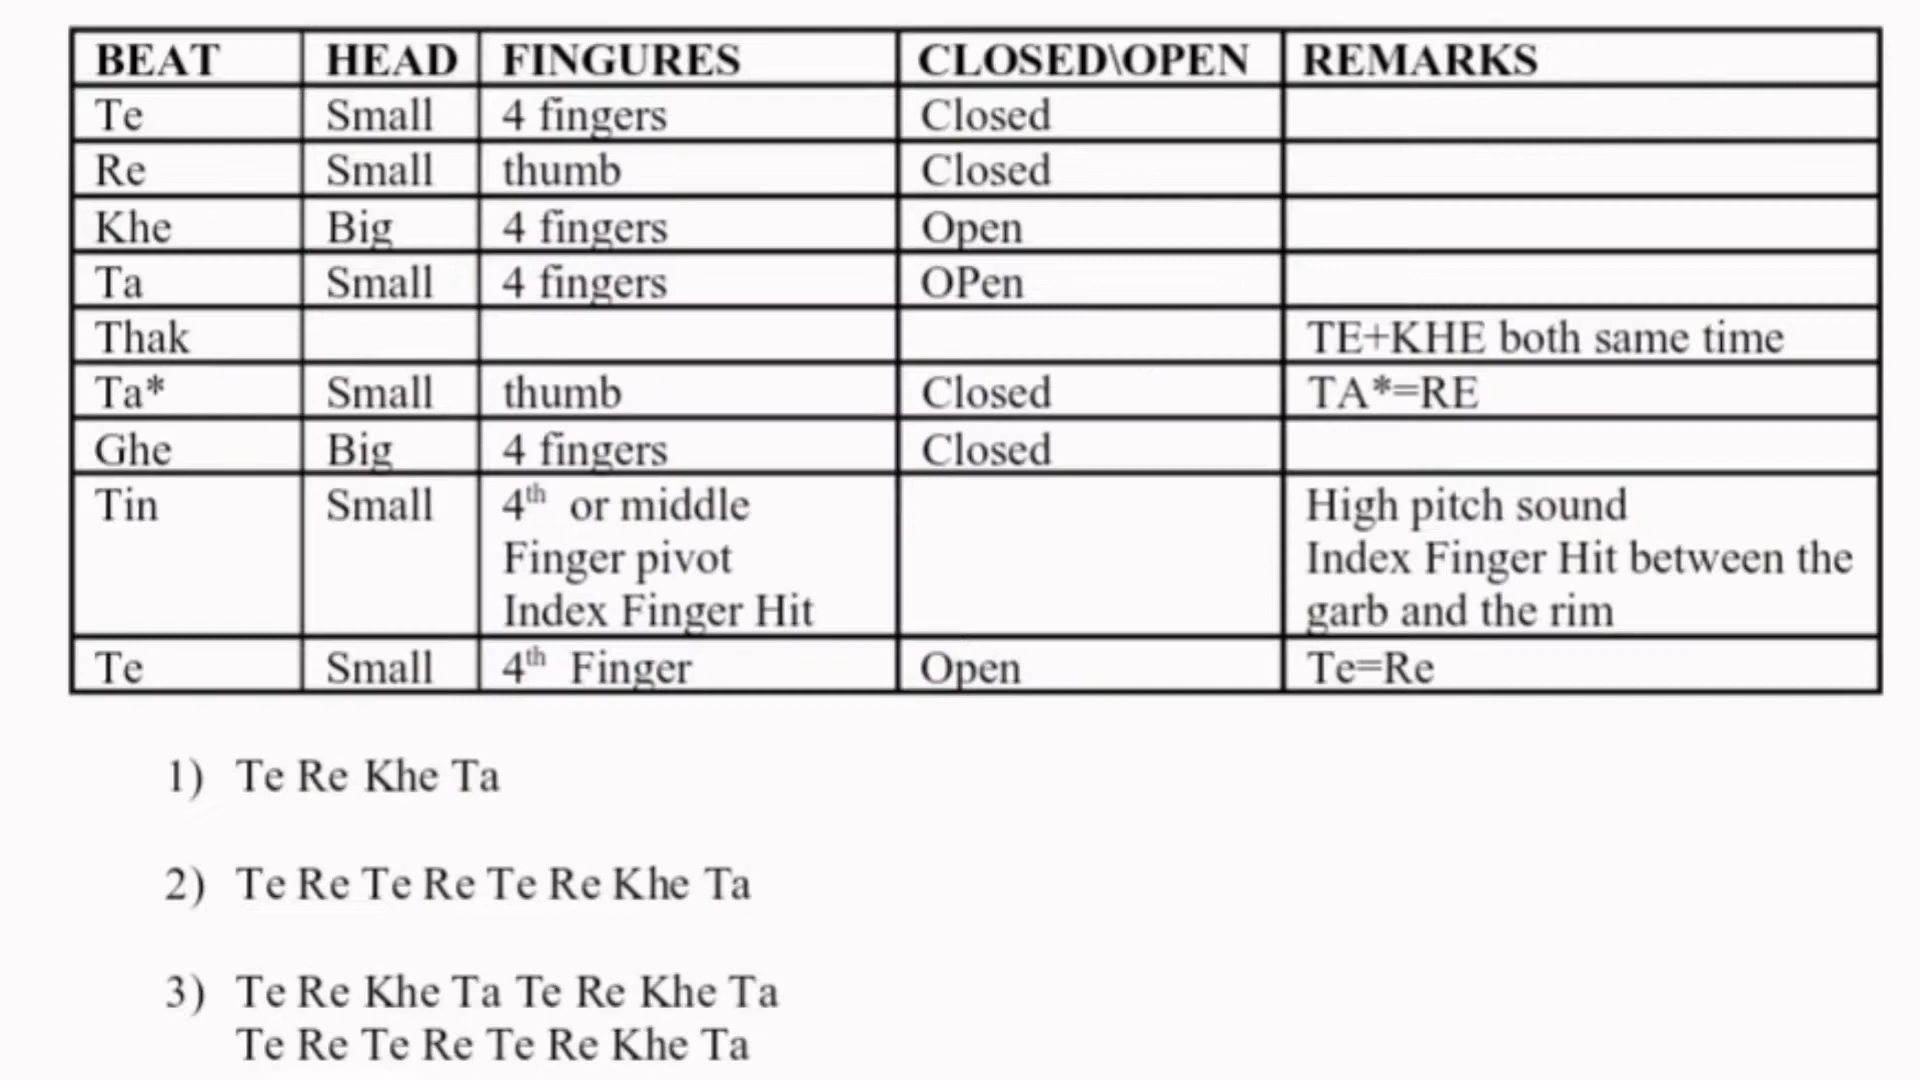 BEAT HEAD FINGURES CLOSED\OPEN REMARKS
Te Small 4 fingers Closed
Re Small thumb Closed
Khe Big 4 fingers Open
Ta Small 4 fingers OPen
Thak TE+KHE both same time
Ta* Small thumb Closed TA*=RE
Ghe Big 4 fingers Closed
Tin Small 4th or middle High pitch sound
Finger pivot Index Finger Hit between the
Index Finger Hit garb and the rim
Te Small 4th Finger Open Te=Re
1) Te Re Khe Ta
2) Te Re Te Re Te Re Khe Ta
3) Te Re Khe Ta Te Re Khe Ta
Te Re Te Re Te Re Khe Ta